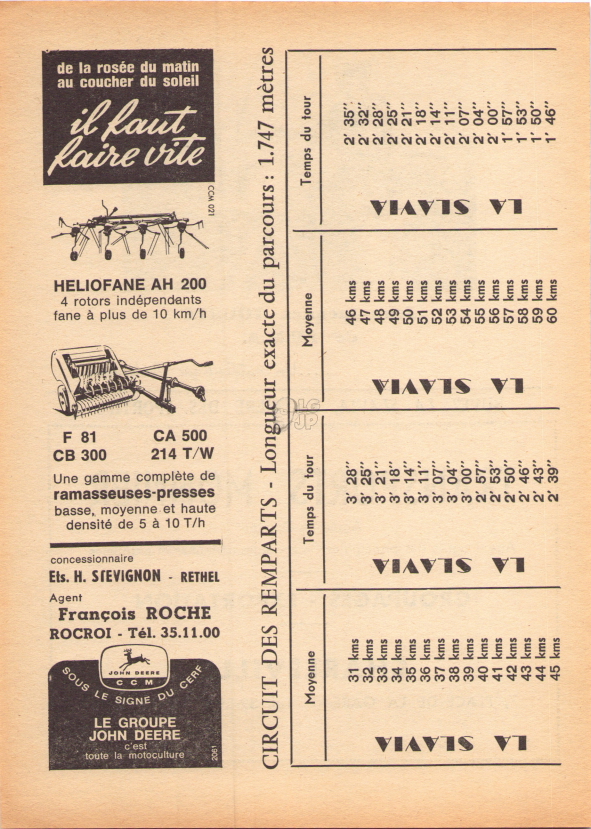 de la rosée du matin
au coucher du soleil
il faut
faire vite
CCM 021
HELIOFANE AH 200
4 rotors indépendants
fane à plus de 10 km/h
F 81 CA 500
CB 300 214 T/W
Une gamme complète de
ramasseuses-presses
basse, moyenne et haute
densité de 5 à 10 T/h
concessionnaire
Ets. H. STEVIGNON - RETHEL
Agent
François ROCHE
ROCROI - Tél. 35.11.00
JOHN DEERE
C C M
SOUS LE SIGNE DU CERF
LE GROUPE
JOHN DEERE
c'est
toute la motoculture
2061
CIRCUIT DES REMPARTS - Longueur exacte du parcours : 1.747 mètres
Moyenne Temps du tour Moyenne Temps du tour
31 kms 3' 28" 46 kms 2' 35"
32 kms 3' 25" 47 kms 2' 32"
33 kms 3' 21" 48 kms 2' 28"
34 kms 3' 18" 49 kms 2' 25"
35 kms 3' 14" 50 kms 2' 21"
36 kms 3' 11" 51 kms 2' 18"
37 kms 3' 07" 52 kms 2' 14"
38 kms 3' 04" 53 kms 2' 11"
39 kms 3' 00" 54 kms 2' 07"
40 kms 2' 57" 55 kms 2' 04"
41 kms 2' 53" 56 kms 2' 00"
42 kms 2' 50" 57 kms 1' 57"
43 kms 2' 46" 58 kms 1' 53"
44 kms 2' 43" 59 kms 1' 50"
45 kms 2' 39" 60 kms 1' 46"
LA SLAVIA LA SLAVIA LA SLAVIA LA SLAVIA